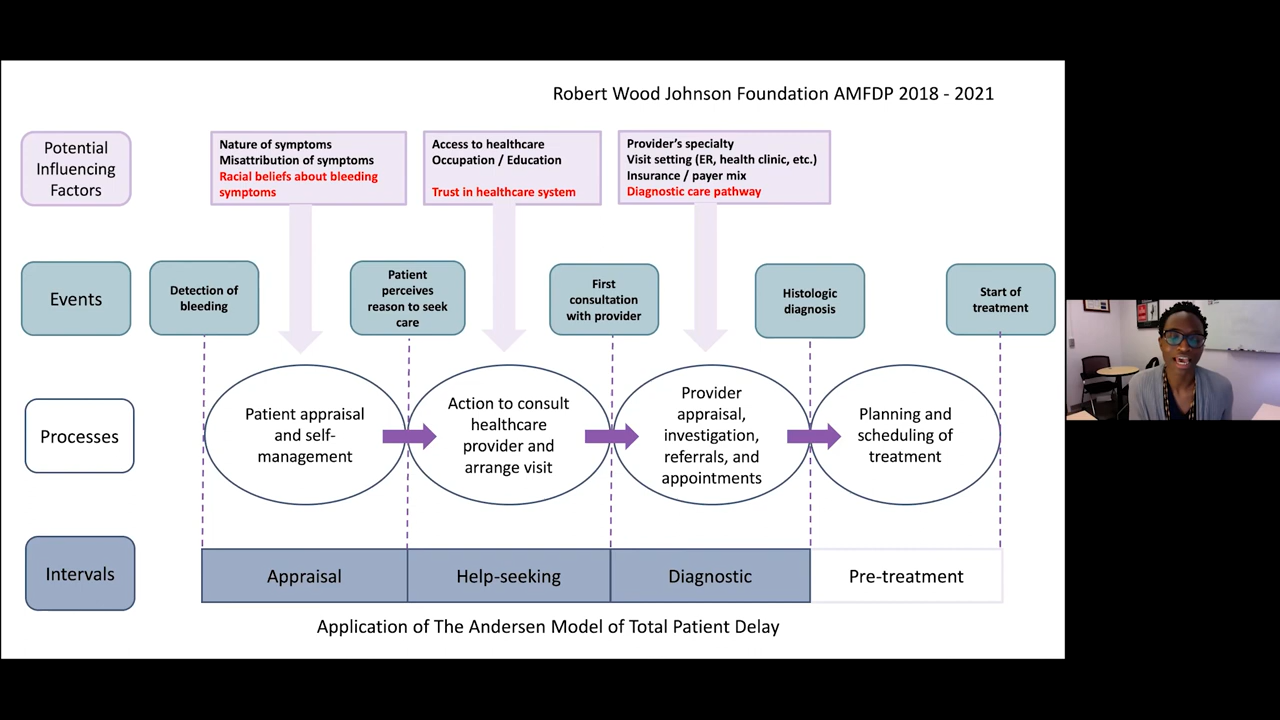 Robert Wood Johnson Foundation AMFDP 2018 - 2021
Potential
Influencing
Factors
Nature of symptoms
Misattribution of symptoms
Racial beliefs about bleeding
symptoms
Access to healthcare
Occupation / Education
Trust in healthcare system
Provider's specialty
Visit setting (ER, health clinic, etc.)
Insurance / payer mix
Diagnostic care pathway
Events
Detection of
bleeding
Patient
perceives
reason to seek
care
First
consultation
with provider
Histologic
diagnosis
Start of
treatment
Processes
Patient appraisal
and self-
management
Action to consult
healthcare
provider and
arrange visit
Provider
appraisal,
investigation,
referrals, and
appointments
Planning and
scheduling of
treatment
Intervals
Appraisal
Help-seeking
Diagnostic
Pre-treatment
Application of The Andersen Model of Total Patient Delay